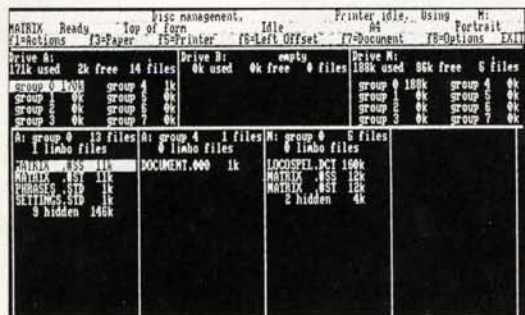 Disc management. Printer idle. Using M:
MATRIX Ready Top of form Idle A4 Portrait
f1=Actions f3=Paper f5=Printer f6=Left Offset f7=Document f8=Options EXIT
Drive A: Drive B: empty Drive M:
171k used 2k free 14 files 0k used 0k free 0 files 188k used 86k free 5 files
group 0 170k group 4 1k group 0 188k group 4 0k
group 1 0k group 5 0k group 1 0k group 5 0k
group 2 0k group 6 0k group 2 0k group 6 0k
group 3 0k group 7 0k group 3 0k group 7 0k
A: group 0 13 files A: group 4 1 files M: group 0 5 files
1 limbo files 0 limbo files 0 limbo files
MATRIX .#SS 11k DOCUMENT.000 1k LOCOSPEL.DCT 160k
MATRIX .#ST 11k MATRIX .#SS 12k
PHRASES .STD 1k MATRIX .#ST 12k
SETTINGS.STD 1k 2 hidden 4k
9 hidden 146k